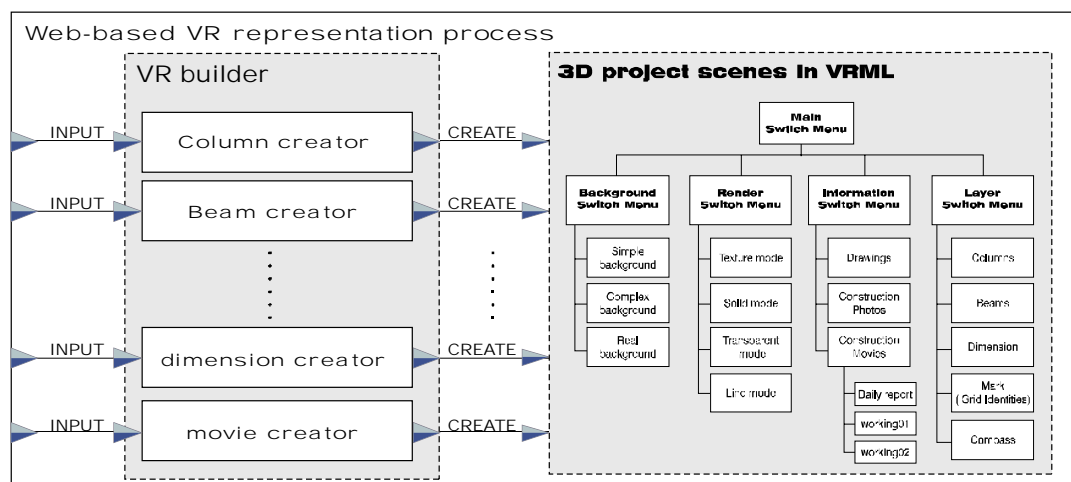 Web-based VR representation process
VR builder
INPUT
Column creator
CREATE
INPUT
Beam creator
CREATE
INPUT
dimension creator
CREATE
INPUT
movie creator
CREATE
3D project scenes in VRML
Main
Switch Menu
Background
Switch Menu
Simple
background
Complex
background
Real
background
Render
Switch Menu
Texture mode
Solid mode
Transparent
mode
Line mode
Information
Switch Menu
Drawings
Construction
Photos
Construction
Movies
Daily report
working01
working02
Layer
Switch Menu
Columns
Beams
Dimension
Mark
( Grid Identities)
Compass